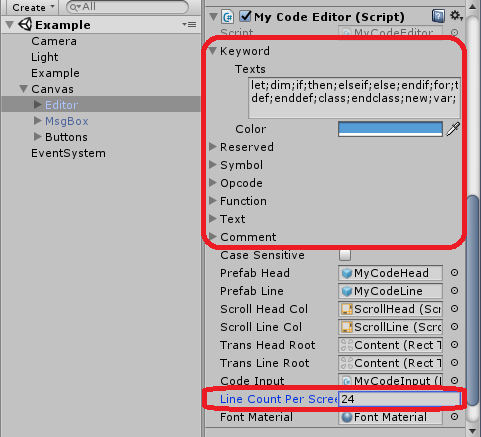 Create
All
Example
Camera
Light
Example
Canvas
Editor
MsgBox
Buttons
EventSystem
My Code Editor (Script)
Script
MyCodeEditor
Keyword
Texts
let;dim;if;then;elseif;else;endif;for;t
def;enddef;class;endclass;new;var;
Color
Reserved
Symbol
Opcode
Function
Text
Comment
Case Sensitive
Prefab Head
MyCodeHead
Prefab Line
MyCodeLine
Scroll Head Col
ScrollHead (Scr
Scroll Line Col
ScrollLine (Scro
Trans Head Root
Content (Rect T
Trans Line Root
Content (Rect T
Code Input
MyCodeInput (I
Line Count Per Scree
24
Font Material
Font Material